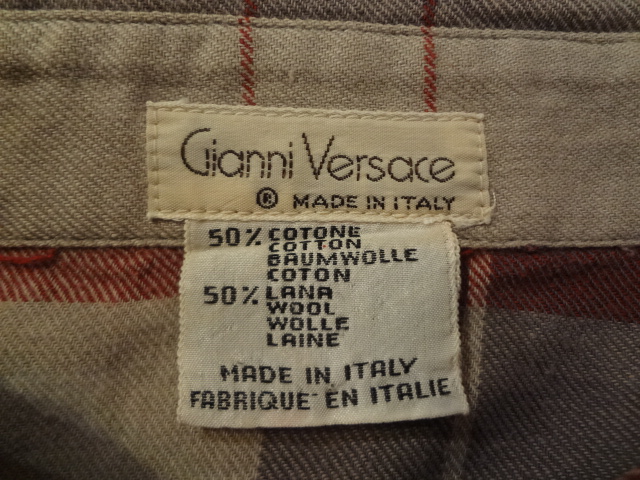 Gianni Versace
® MADE IN ITALY
50% COTONE
COTTON
BAUMWOLLE
COTON
50% LANA
WOOL
WOLLE
LAINE
MADE IN ITALY
FABRIQUE EN ITALIE